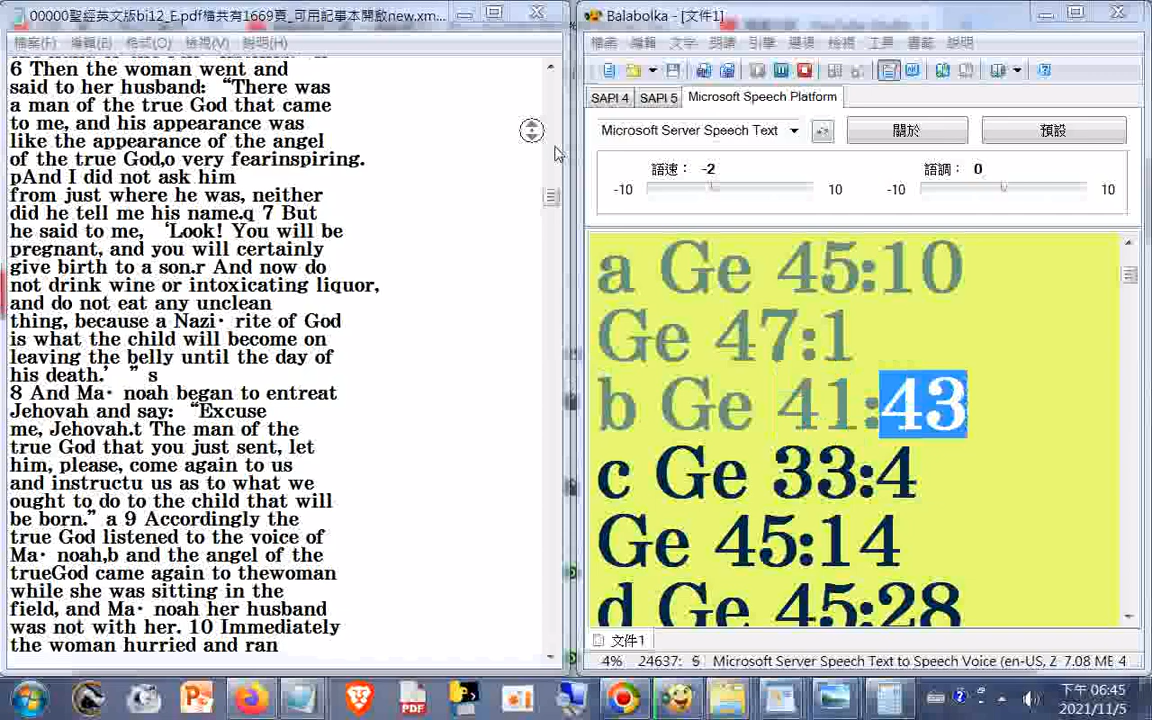 00000聖經英文版bi12_E.pdf檔共有1669頁_可用記事本開啟new.xm...
檔案(F) 編輯(E) 格式(O) 檢視(V) 說明(H)
6 Then the woman went and
said to her husband: “There was
a man of the true God that came
to me, and his appearance was
like the appearance of the angel
of the true God,o very fearinspiring.
pAnd I did not ask him
from just where he was, neither
did he tell me his name.q 7 But
he said to me, ‘Look! You will be
pregnant, and you will certainly
give birth to a son.r And now do
not drink wine or intoxicating liquor,
and do not eat any unclean
thing, because a Nazi· rite of God
is what the child will become on
leaving the belly until the day of
his death.’ ” s
8 And Ma· noah began to entreat
Jehovah and say: “Excuse
me, Jehovah.t The man of the
true God that you just sent, let
him, please, come again to us
and instructu us as to what we
ought to do to the child that will
be born.” a 9 Accordingly the
true God listened to the voice of
Ma· noah,b and the angel of the
trueGod came again to thewoman
while she was sitting in the
field, and Ma· noah her husband
was not with her. 10 Immediately
the woman hurried and ran
Balabolka - [文件1]
檔案 編輯 文字 朗讀 引擎 選項 檢視 工具 書籤 說明
SAPI 4 SAPI 5 Microsoft Speech Platform
Microsoft Server Speech Text 關於 預設
語速: -2 語調: 0
-10 10 -10 10
a Ge 45:10
Ge 47:1
b Ge 41:43
c Ge 33:4
Ge 45:14
d Ge 45:28
文件1
4% 24637: 5 Microsoft Server Speech Text to Speech Voice (en-US, Z 7.08 MB 4
PDF
下午 06:45
2021/11/5